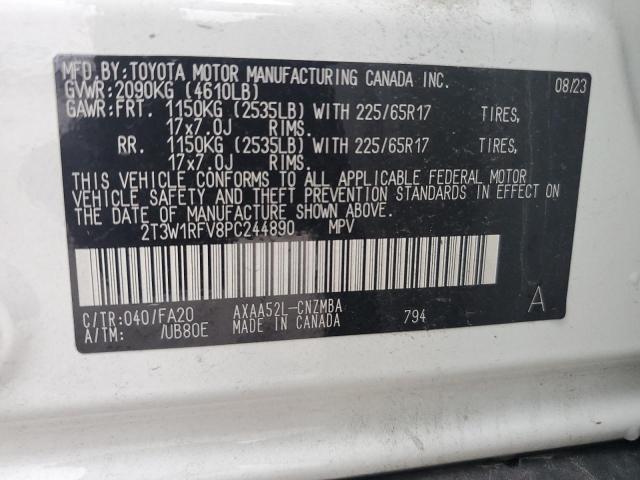 MFD. BY: TOYOTA MOTOR MANUFACTURING CANADA INC. 08/23
GVWR: 2090KG (4610LB)
GAWR: FRT. 1150KG (2535LB) WITH 225/65R17 TIRES,
17x7.0J RIMS.
RR. 1150KG (2535LB) WITH 225/65R17 TIRES,
17x7.0J RIMS.
THIS VEHICLE CONFORMS TO ALL APPLICABLE FEDERAL MOTOR
VEHICLE SAFETY AND THEFT PREVENTION STANDARDS IN EFFECT ON
THE DATE OF MANUFACTURE SHOWN ABOVE.
2T3W1RFV8PC244890 MPV
C/TR: 040/FA20 AXAA52L-CNZMBA 794 A
A/TM: /UB80E MADE IN CANADA